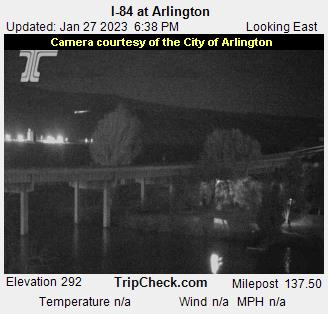 I-84 at Arlington
Updated: Jan 27 2023 6:38 PM Looking East
Camera courtesy of the City of Arlington
Elevation 292 TripCheck.com Milepost 137.50
Temperature n/a Wind n/a MPH n/a